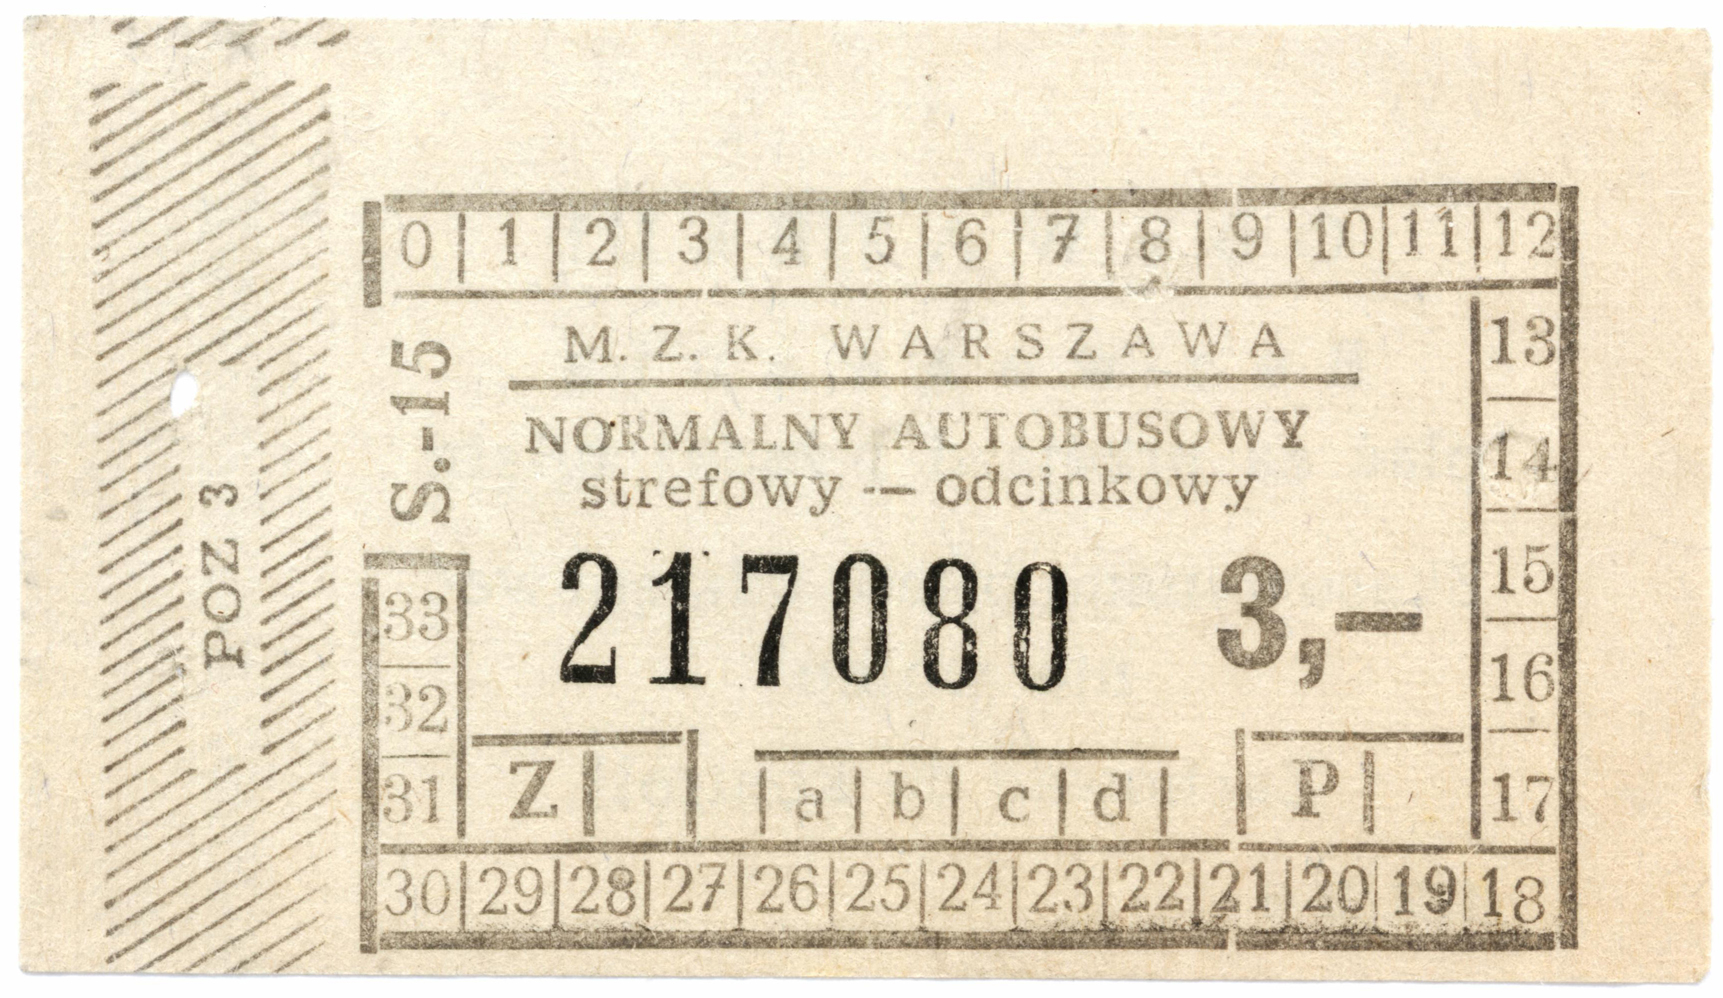 POZ 3
0 1 2 3 4 5 6 7 8 9 10 11 12
S.-15
M. Z. K. WARSZAWA
NORMALNY AUTOBUSOWY
strefowy — odcinkowy
217080 3,—
13
14
15
16
17
33
32
31
Z a b c d P
30 29 28 27 26 25 24 23 22 21 20 19 18